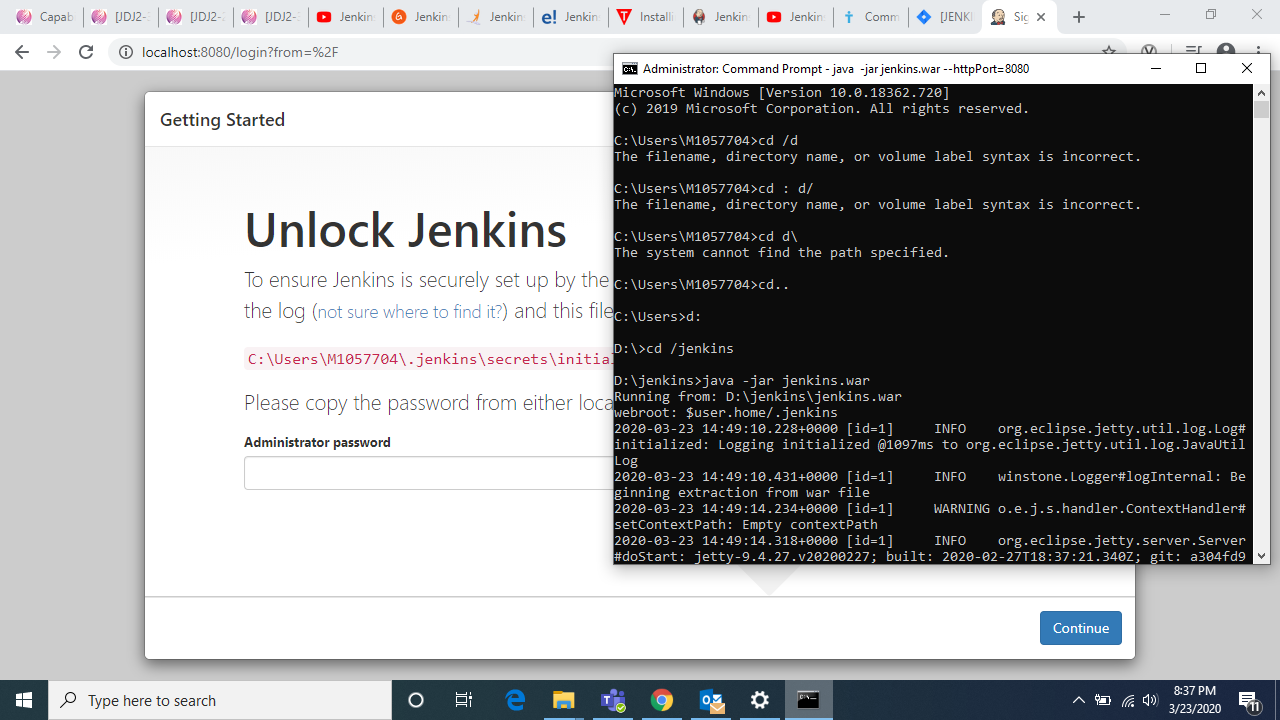 Capab
[JDJ2-
[JDJ2-
[JDJ2-
Jenkin
Jenkin
Jenkin
Jenkin
Installi
Jenkin
Jenkin
Comm
[JENKI
Sig
localhost:8080/login?from=%2F
Getting Started
Unlock Jenkins
To ensure Jenkins is securely set up by the
the log (not sure where to find it?) and this file
C:\Users\M1057704\.jenkins\secrets\initial
Please copy the password from either loca
Administrator password
Continue
Administrator: Command Prompt - java -jar jenkins.war --httpPort=8080
Microsoft Windows [Version 10.0.18362.720]
(c) 2019 Microsoft Corporation. All rights reserved.
C:\Users\M1057704>cd /d
The filename, directory name, or volume label syntax is incorrect.
C:\Users\M1057704>cd : d/
The filename, directory name, or volume label syntax is incorrect.
C:\Users\M1057704>cd d\
The system cannot find the path specified.
C:\Users\M1057704>cd..
C:\Users>d:
D:\>cd /jenkins
D:\jenkins>java -jar jenkins.war
Running from: D:\jenkins\jenkins.war
webroot: $user.home/.jenkins
2020-03-23 14:49:10.228+0000 [id=1] INFO org.eclipse.jetty.util.log.Log#
initialized: Logging initialized @1097ms to org.eclipse.jetty.util.log.JavaUtil
Log
2020-03-23 14:49:10.431+0000 [id=1] INFO winstone.Logger#logInternal: Be
ginning extraction from war file
2020-03-23 14:49:14.234+0000 [id=1] WARNING o.e.j.s.handler.ContextHandler#
setContextPath: Empty contextPath
2020-03-23 14:49:14.318+0000 [id=1] INFO org.eclipse.jetty.server.Server
#doStart: jetty-9.4.27.v20200227; built: 2020-02-27T18:37:21.340Z; git: a304fd9
Type here to search
8:37 PM
3/23/2020
11